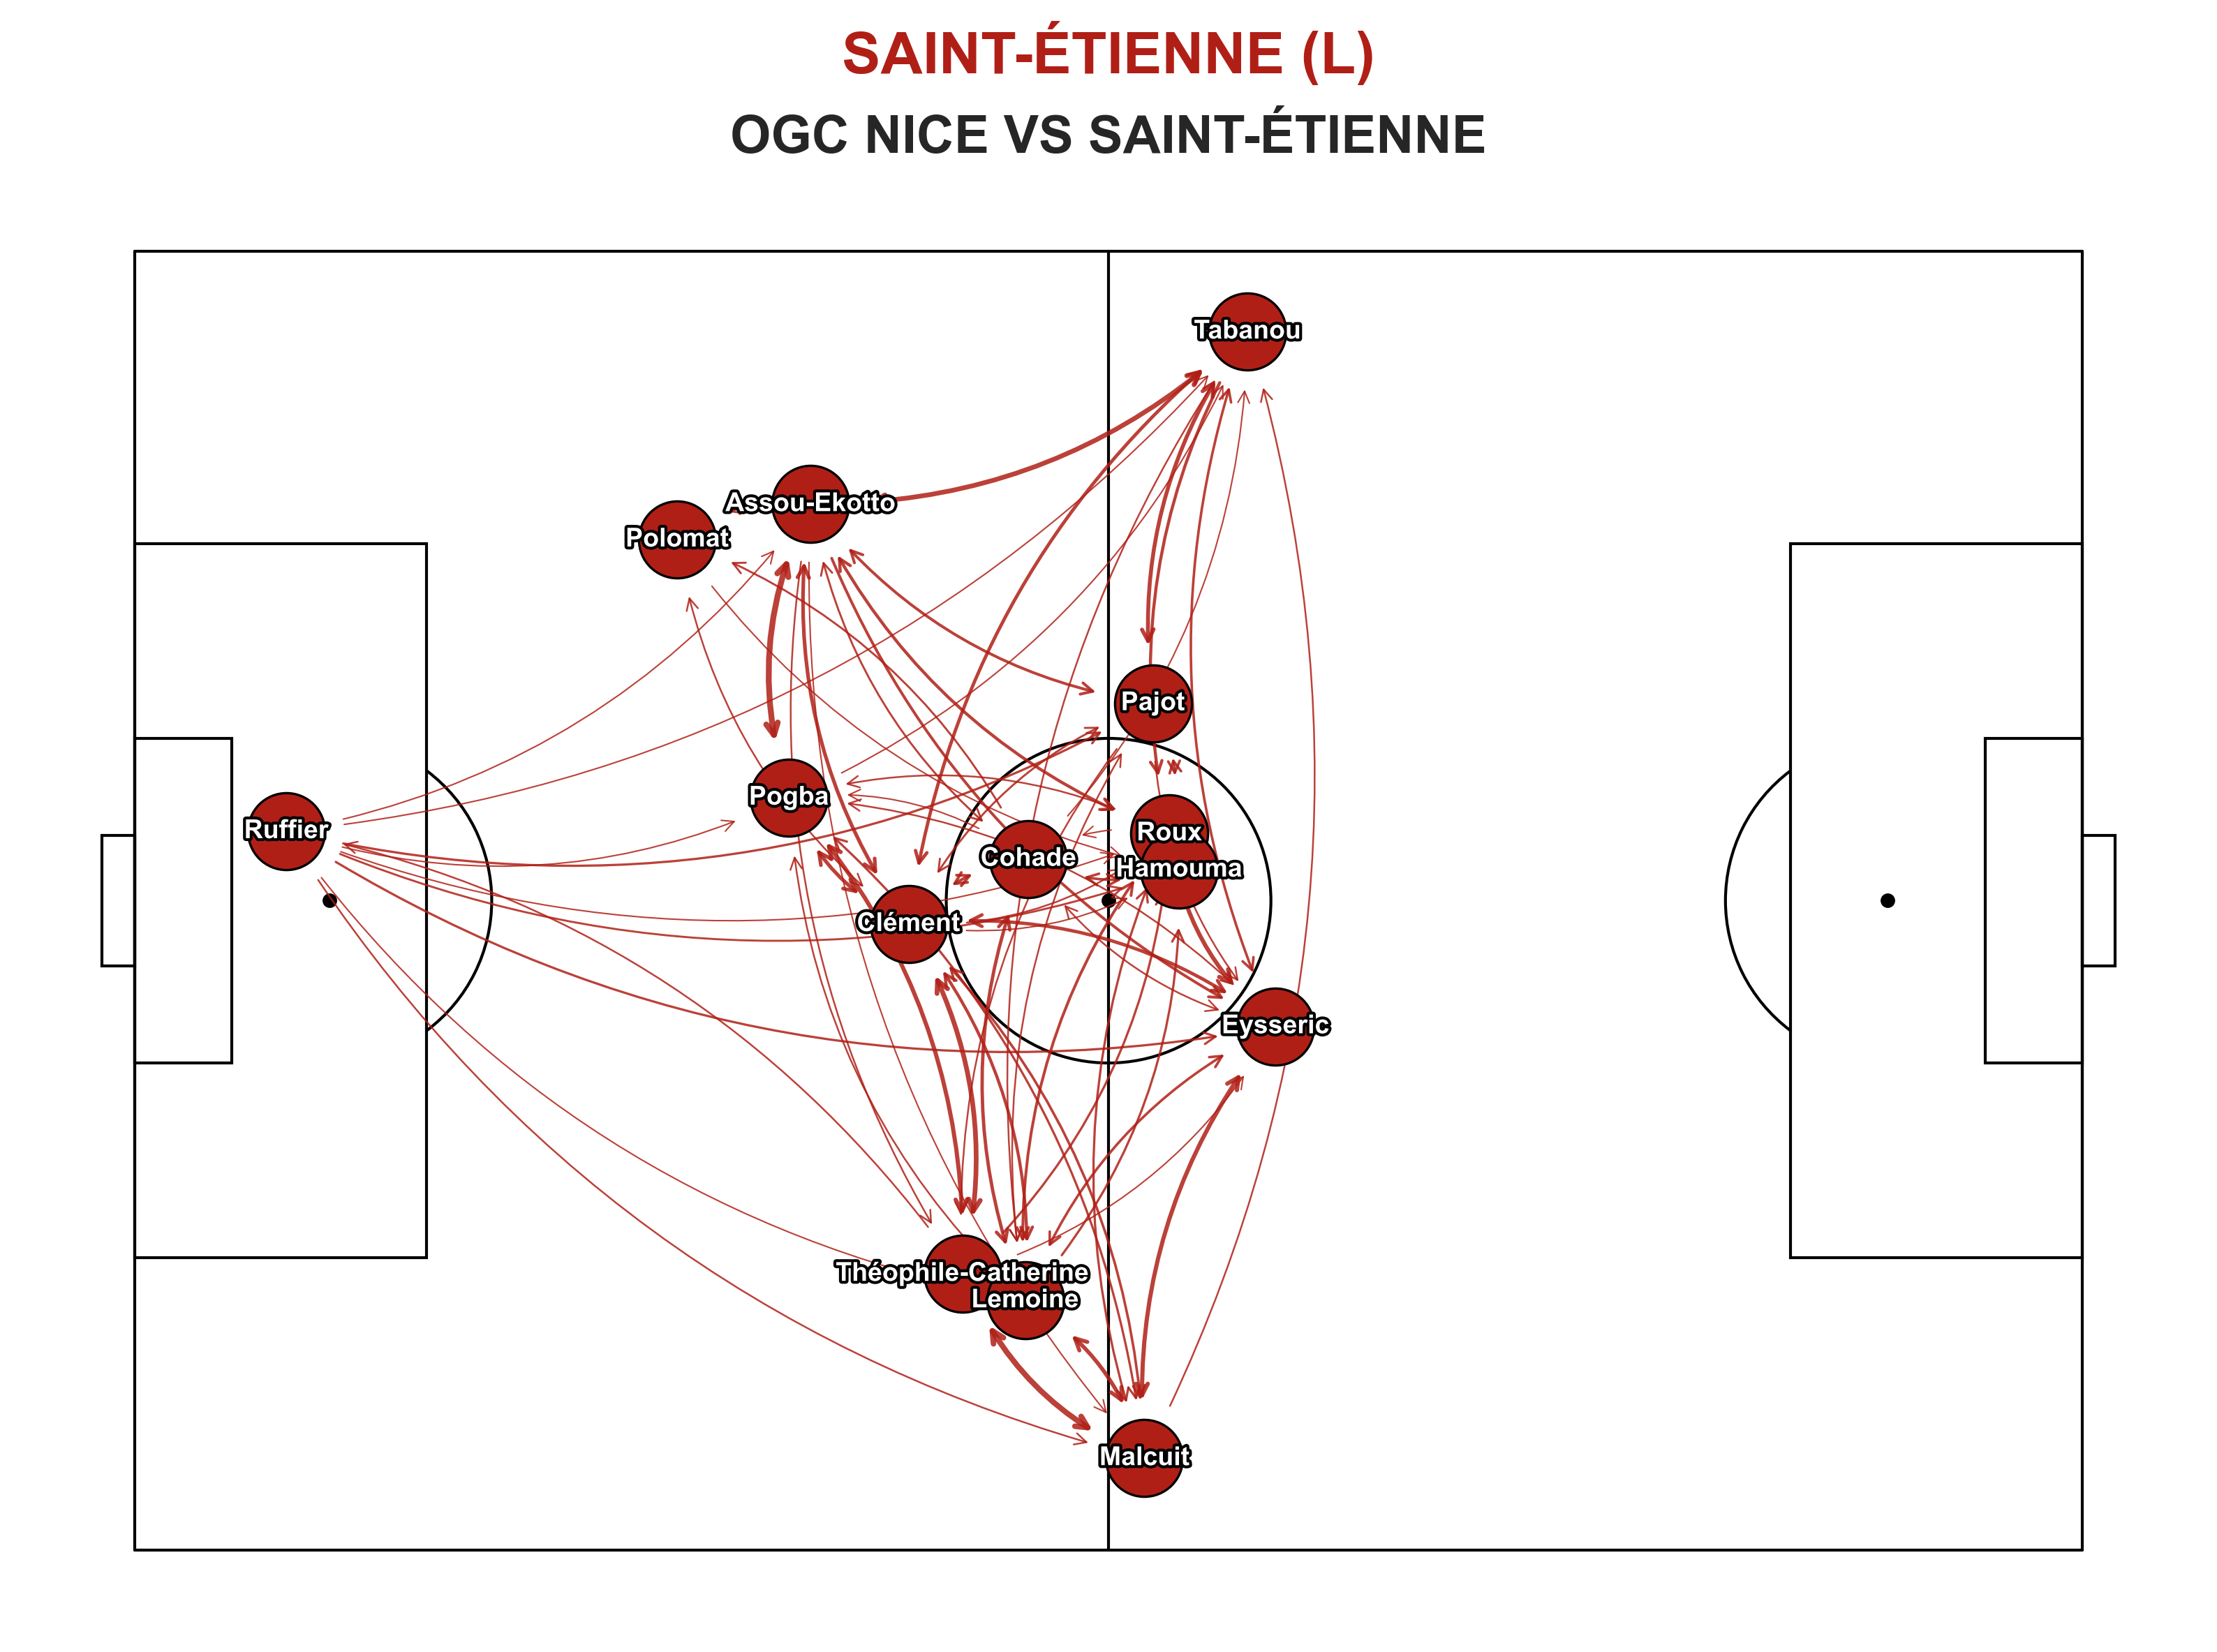 SAINT-ÉTIENNE (L)
OGC NICE VS SAINT-ÉTIENNE
Tabanou
Assou-Ekotto
Polomat
Pajot
Pogba
Ruffier
Roux
Cohade
Hamouma
Clément
Eysseric
Théophile-Catherine
Lemoine
Malcuit